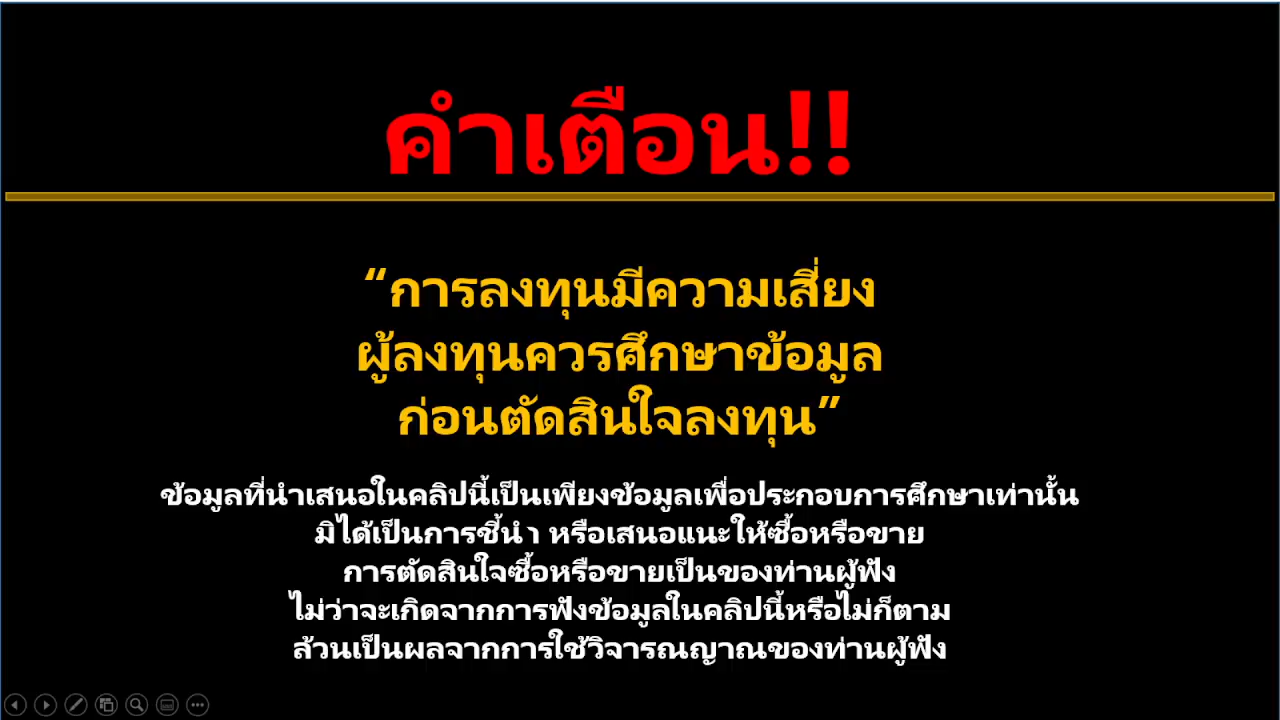 คำเตือน!!
“การลงทุนมีความเสี่ยง
ผู้ลงทุนควรศึกษาข้อมูล
ก่อนตัดสินใจลงทุน”
ข้อมูลที่นำเสนอในคลิปนี้เป็นเพียงข้อมูลเพื่อประกอบการศึกษาเท่านั้น
มิได้เป็นการชี้นำ หรือเสนอแนะให้ซื้อหรือขาย
การตัดสินใจซื้อหรือขายเป็นของท่านผู้ฟัง
ไม่ว่าจะเกิดจากการฟังข้อมูลในคลิปนี้หรือไม่ก็ตาม
ล้วนเป็นผลจากการใช้วิจารณญาณของท่านผู้ฟัง